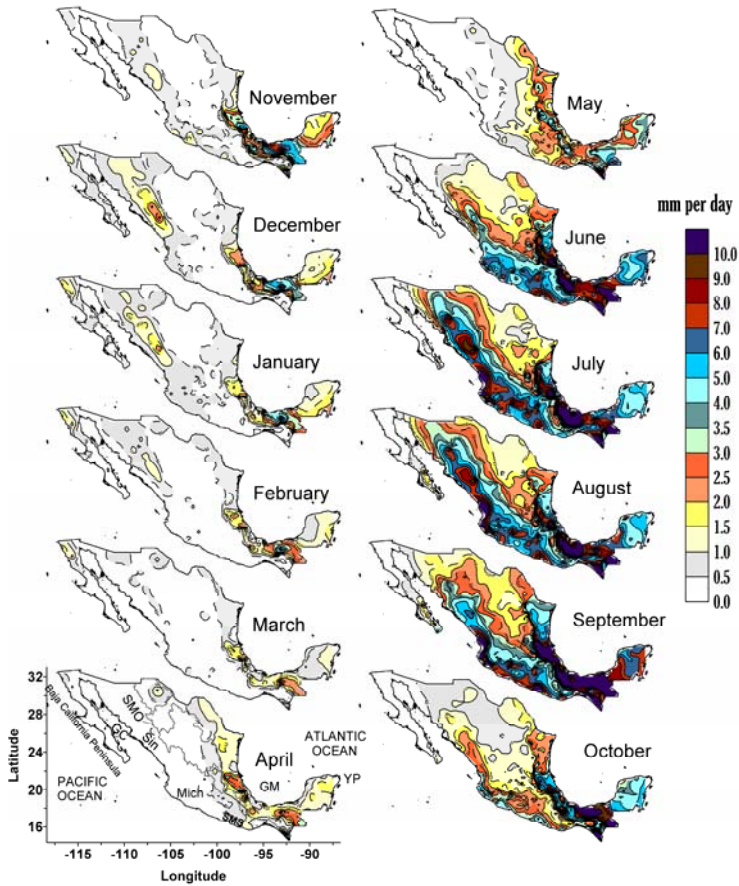 November
May
mm per day
December
June
10.0
9.0
8.0
7.0
6.0
5.0
4.0
3.5
3.0
2.5
2.0
1.5
1.0
0.5
0.0
January
July
February
August
March
September
32
28
24
20
16
Latitude
Baja California Peninsula
SMO
GC
Sin
April
ATLANTIC
OCEAN
October
PACIFIC
OCEAN
Mich
GM
YP
SMS
-115
-110
-105
-100
-95
-90
Longitude